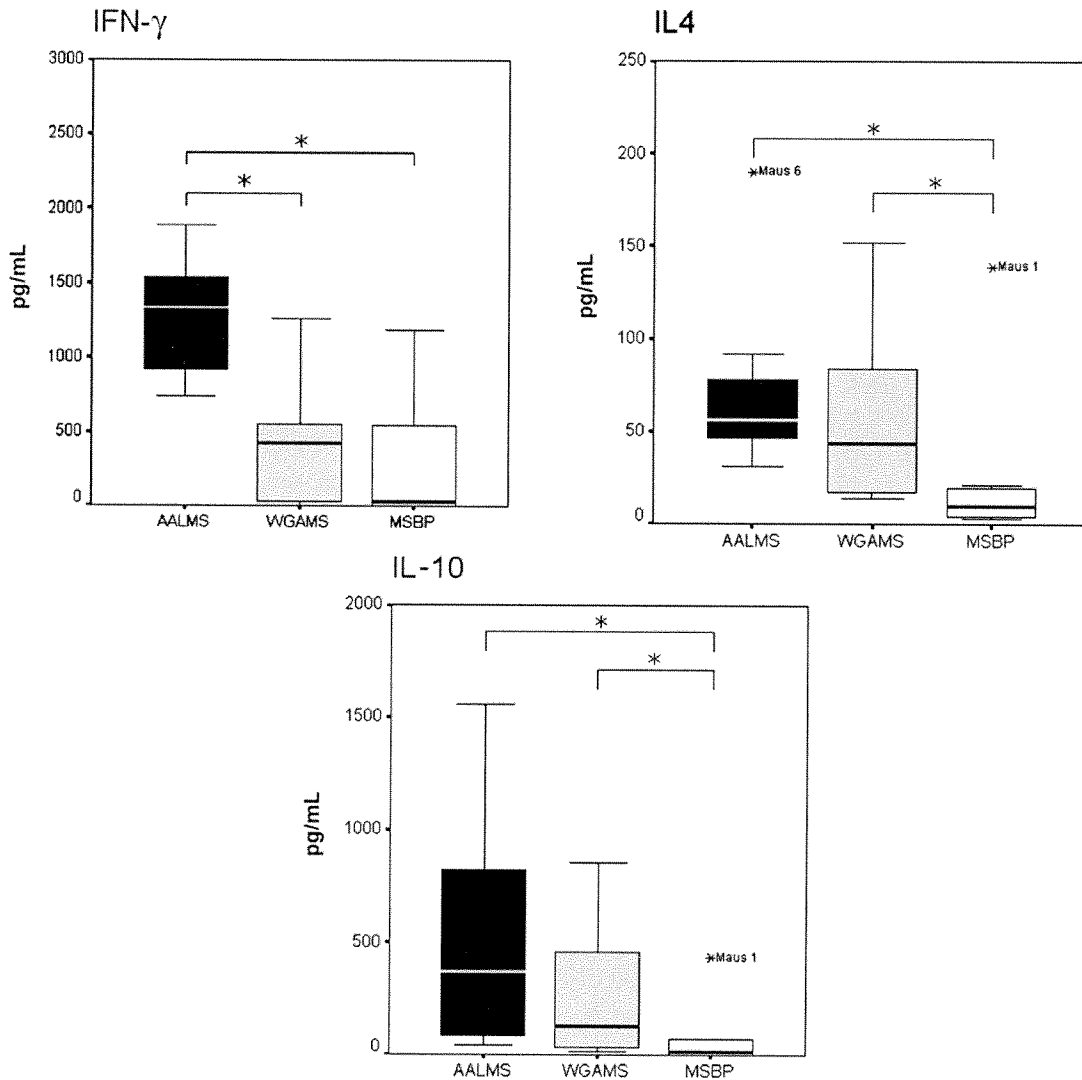 IFN-γ
3000
2500
2000
1500
1000
500
0
pg/mL
*
*
AALMS WGAMS MSBP
IL4
250
200
150
100
50
0
pg/mL
*
*
Maus 6
Maus 1
AALMS WGAMS MSBP
IL-10
2000
1500
1000
500
0
pg/mL
*
*
Maus 1
AALMS WGAMS MSBP